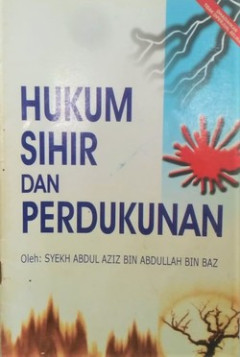 HUKUM
SIHIR
DAN
PERDUKUNAN
Oleh: SYEKH ABDUL AZIZ BIN ABDULLAH BIN BAZ